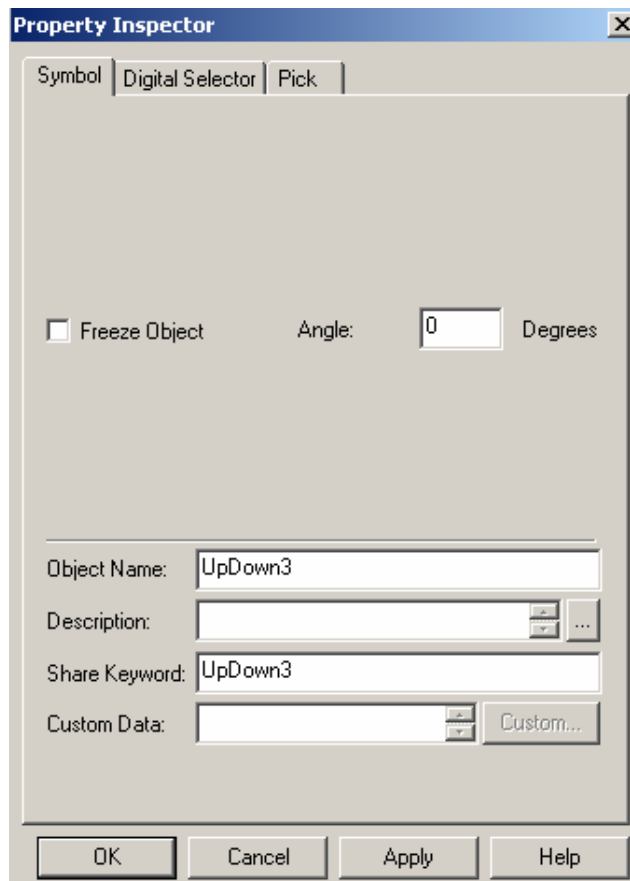 Property Inspector
Symbol Digital Selector Pick
Freeze Object Angle: 0 Degrees
Object Name: UpDown3
Description: ...
Share Keyword: UpDown3
Custom Data: Custom...
OK Cancel Apply Help